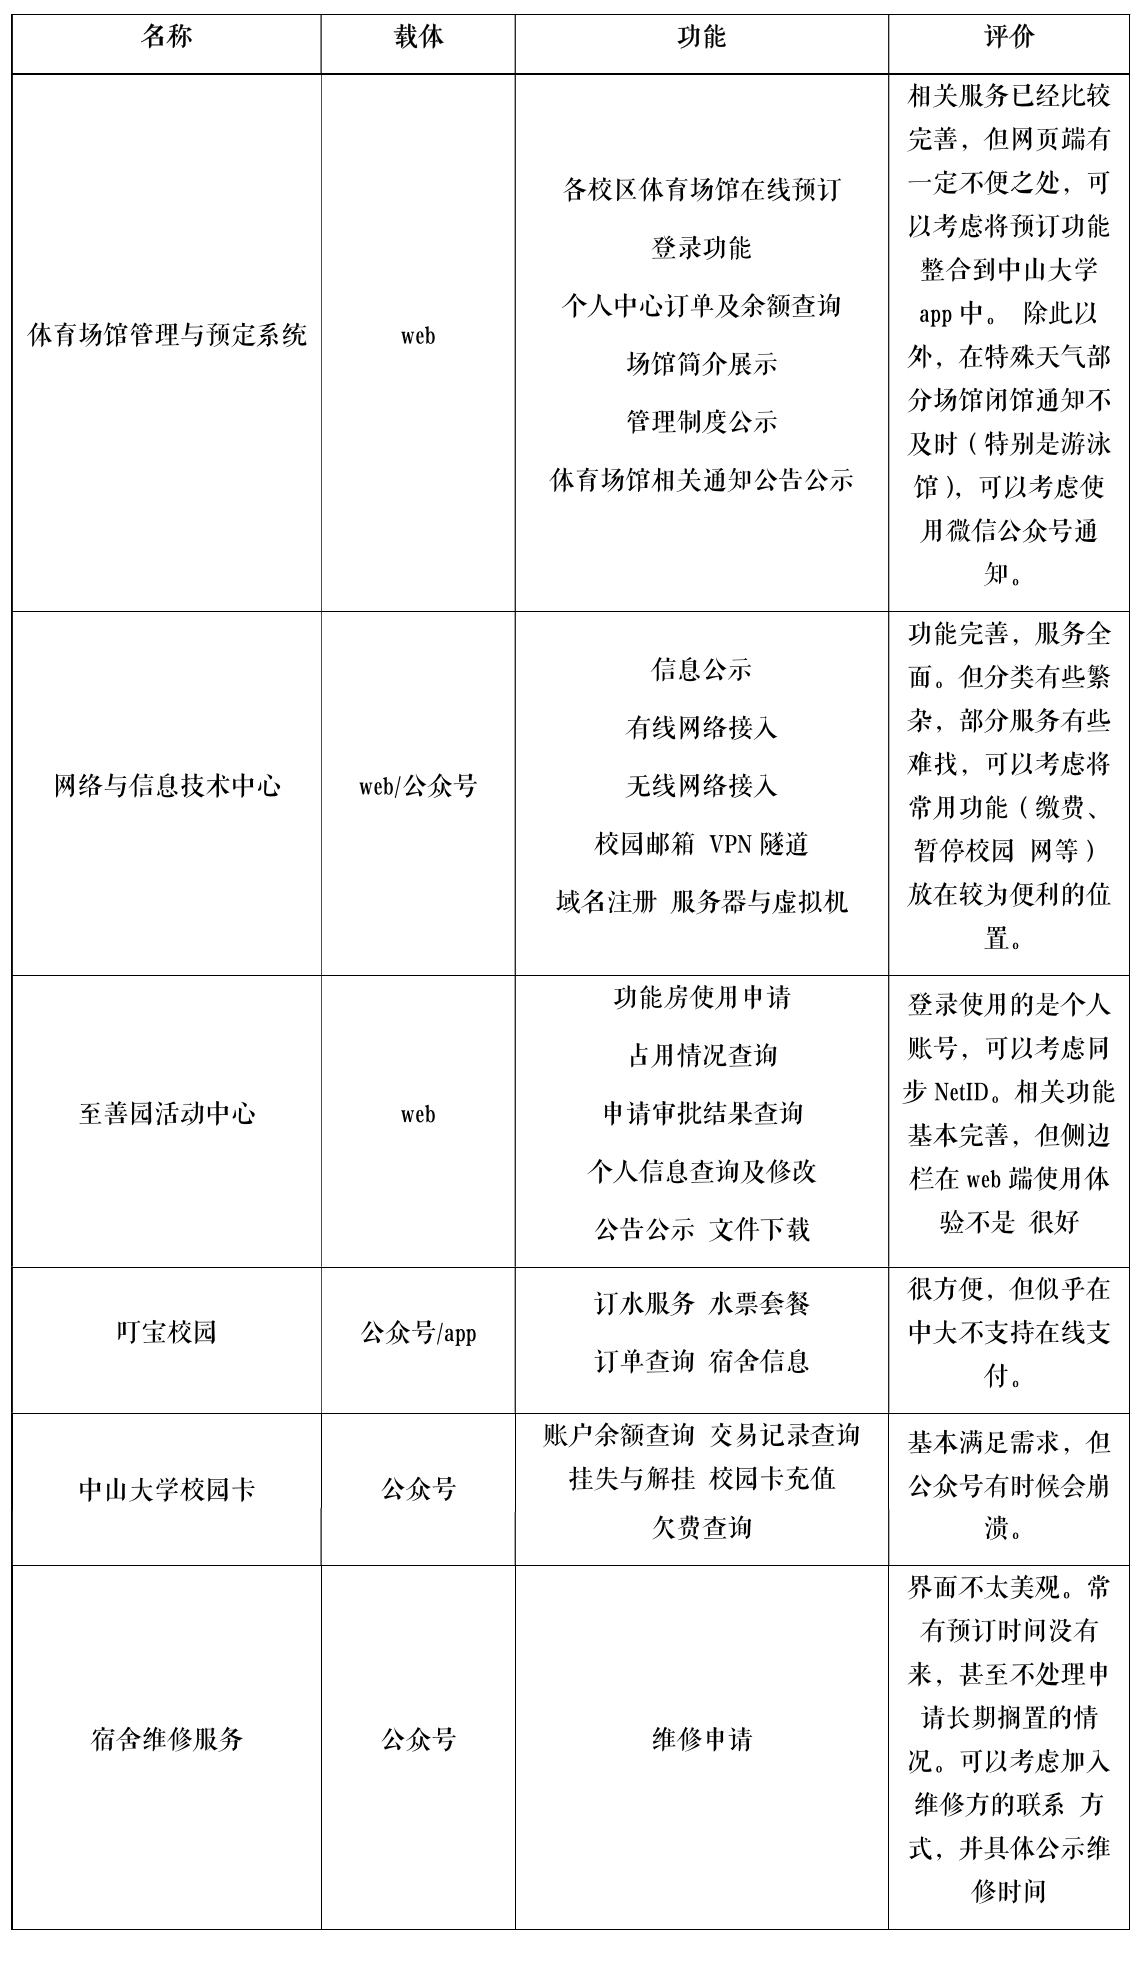 名称 载体 功能 评价
体育场馆管理与预定系统
web
各校区体育场馆在线预订
登录功能
个人中心订单及余额查询
场馆简介展示
管理制度公示
体育场馆相关通知公告公示
相关服务已经比较
完善，但网页端有
一定不便之处，可
以考虑将预订功能
整合到中山大学
app 中。 除此以
外，在特殊天气部
分场馆闭馆通知不
及时（特别是游泳
馆），可以考虑使
用微信公众号通
知。
网络与信息技术中心
web/公众号
信息公示
有线网络接入
无线网络接入
校园邮箱 VPN 隧道
域名注册 服务器与虚拟机
功能完善，服务全
面。但分类有些繁
杂，部分服务有些
难找，可以考虑将
常用功能（缴费、
暂停校园 网等）
放在较为便利的位
置。
至善园活动中心
web
功能房使用申请
占用情况查询
申请审批结果查询
个人信息查询及修改
公告公示 文件下载
登录使用的是个人
账号，可以考虑同
步 NetID。相关功能
基本完善，但侧边
栏在 web 端使用体
验不是 很好
叮宝校园
公众号/app
订水服务 水票套餐
订单查询 宿舍信息
很方便，但似乎在
中大不支持在线支
付。
中山大学校园卡
公众号
账户余额查询 交易记录查询
挂失与解挂 校园卡充值
欠费查询
基本满足需求，但
公众号有时候会崩
溃。
宿舍维修服务
公众号
维修申请
界面不太美观。常
有预订时间没有
来，甚至不处理申
请长期搁置的情
况。可以考虑加入
维修方的联系 方
式，并具体公示维
修时间